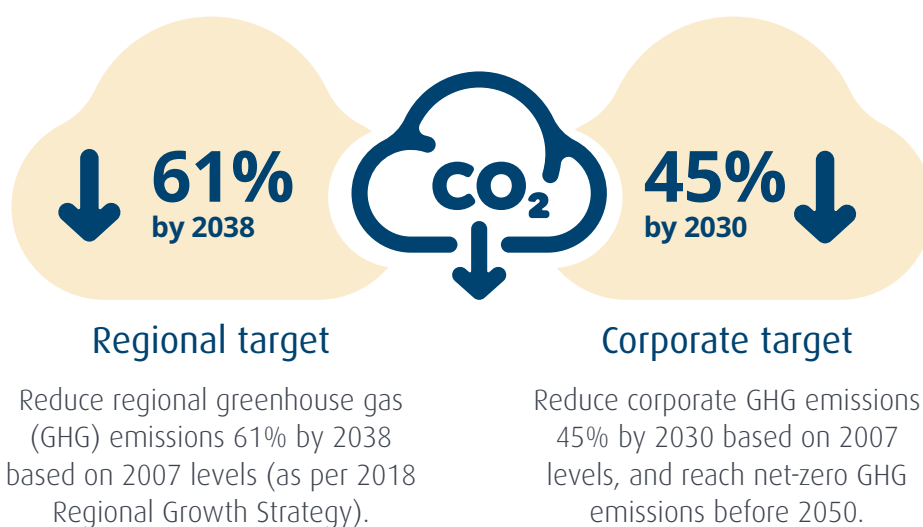 61%
by 2038
CO₂
45%
by 2030
Regional target
Reduce regional greenhouse gas
(GHG) emissions 61% by 2038
based on 2007 levels (as per 2018
Regional Growth Strategy).
Corporate target
Reduce corporate GHG emissions
45% by 2030 based on 2007
levels, and reach net-zero GHG
emissions before 2050.